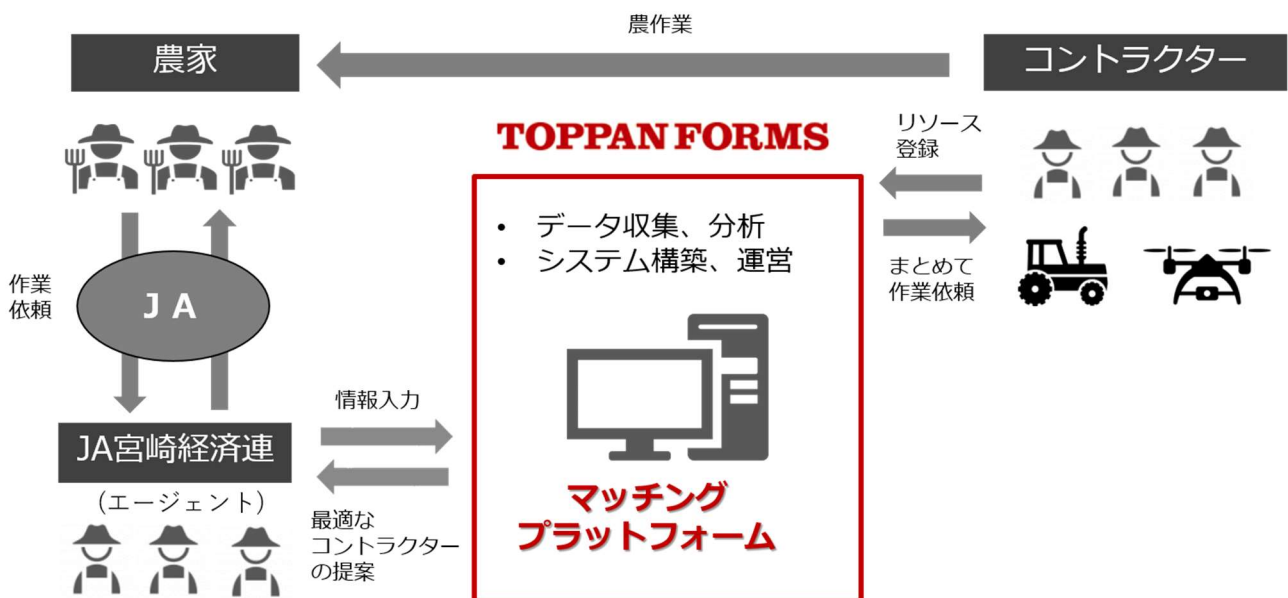 農作業
農家
コントラクター
TOPPAN FORMS
リソース
登録
• データ収集、分析
• システム構築、運営
まとめて
作業依頼
作業
依頼
ＪＡ
情報入力
JA宮崎経済連
(エージェント)
最適な
コントラクター
の提案
マッチング
プラットフォーム